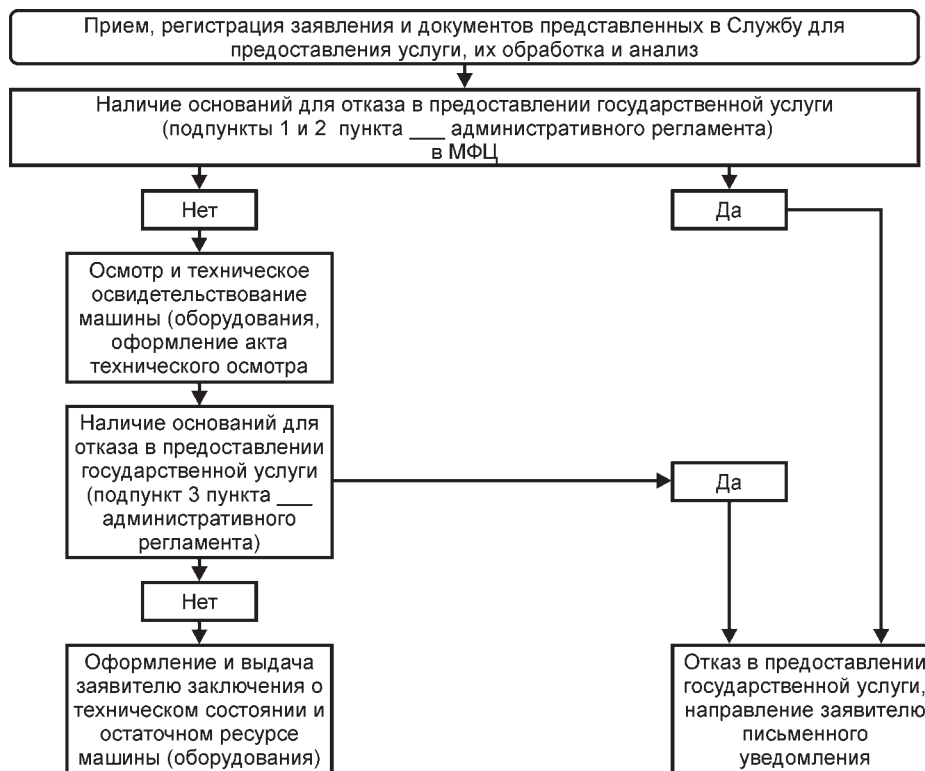 Прием, регистрация заявления и документов представленных в Службу для
предоставления услуги, их обработка и анализ
Наличие оснований для отказа в предоставлении государственной услуги
(подпункты 1 и 2 пункта ___ административного регламента)
в МФЦ
Нет
Да
Осмотр и техническое
освидетельствование
машины (оборудования,
оформление акта
технического осмотра
Наличие оснований для
отказа в предоставлении
государственной услуги
(подпункт 3 пункта ___
административного
регламента)
Да
Нет
Оформление и выдача
заявителю заключения о
техническом состоянии и
остаточном ресурсе
машины (оборудования)
Отказ в предоставлении
государственной услуги,
направление заявителю
письменного
уведомления